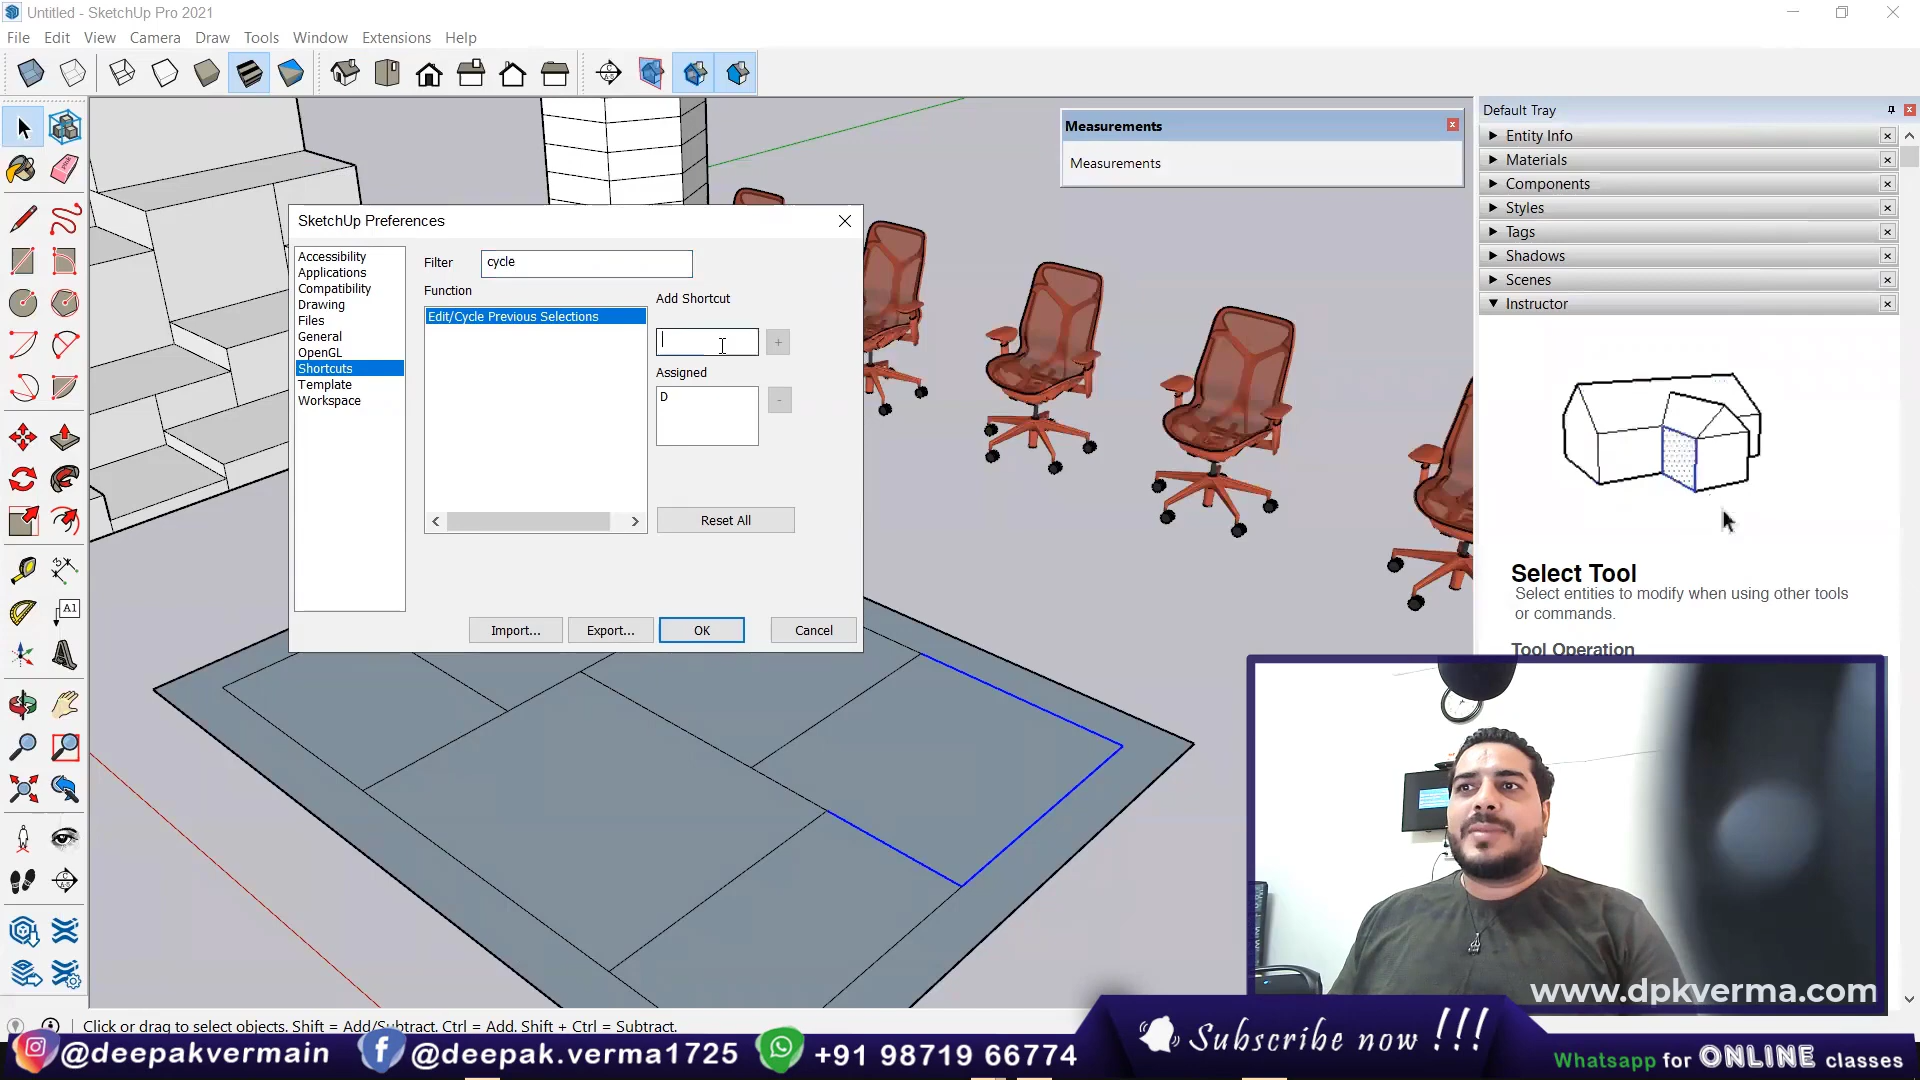 Untitled - SketchUp Pro 2021
File Edit View Camera Draw Tools Window Extensions Help
Default Tray
Entity Info
Materials
Components
Styles
Tags
Shadows
Scenes
Instructor
Measurements
Measurements
SketchUp Preferences
Accessibility
Applications
Compatibility
Drawing
Files
General
OpenGL
Shortcuts
Template
Workspace
Filter cycle
Function
Edit/Cycle Previous Selections
Add Shortcut
+
Assigned
D
-
Reset All
Import... Export... OK Cancel
A1
Select Tool
Select entities to modify when using other tools
or commands.
Tool Operation
www.dpkverma.com
Click or drag to select objects. Shift = Add/Subtract. Ctrl = Add. Shift + Ctrl = Subtract.
@deepakvermain @deepak.verma1725 +91 98719 66774
Subscribe now !!!
Whatsapp for ONLINE classes